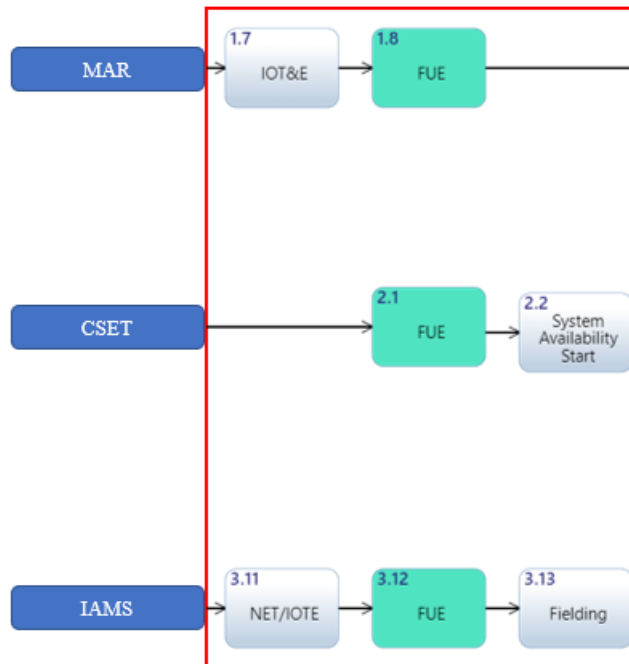 MAR
1.7
IOT&E
1.8
FUE
CSET
2.1
FUE
2.2
System
Availability
Start
IAMS
3.11
NET/IOTE
3.12
FUE
3.13
Fielding